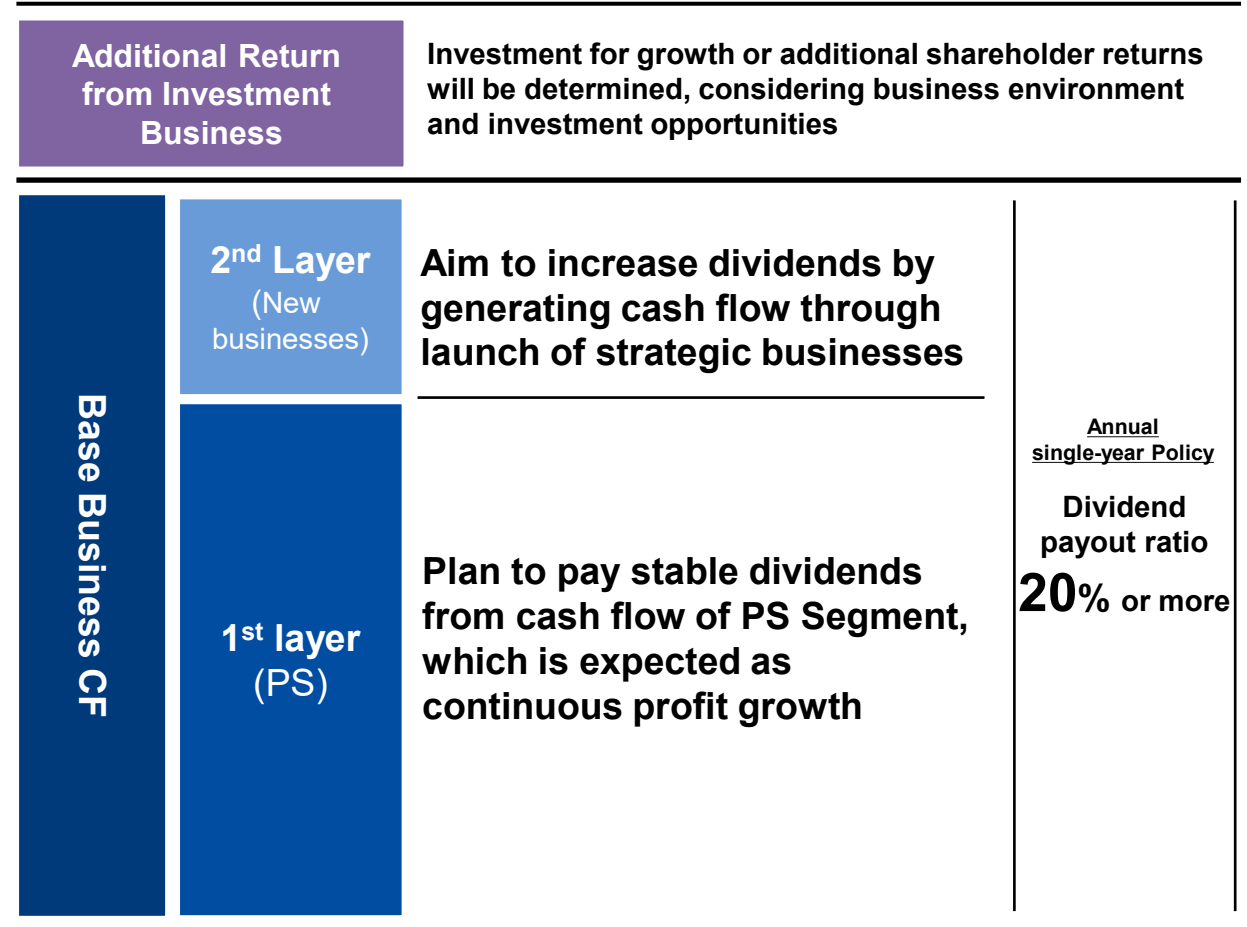 Additional Return
from Investment
Business
Investment for growth or additional shareholder returns
will be determined, considering business environment
and investment opportunities
Base Business CF
2nd Layer
(New
businesses)
Aim to increase dividends by
generating cash flow through
launch of strategic businesses
1st layer
(PS)
Plan to pay stable dividends
from cash flow of PS Segment,
which is expected as
continuous profit growth
Annual
single-year Policy
Dividend
payout ratio
20% or more